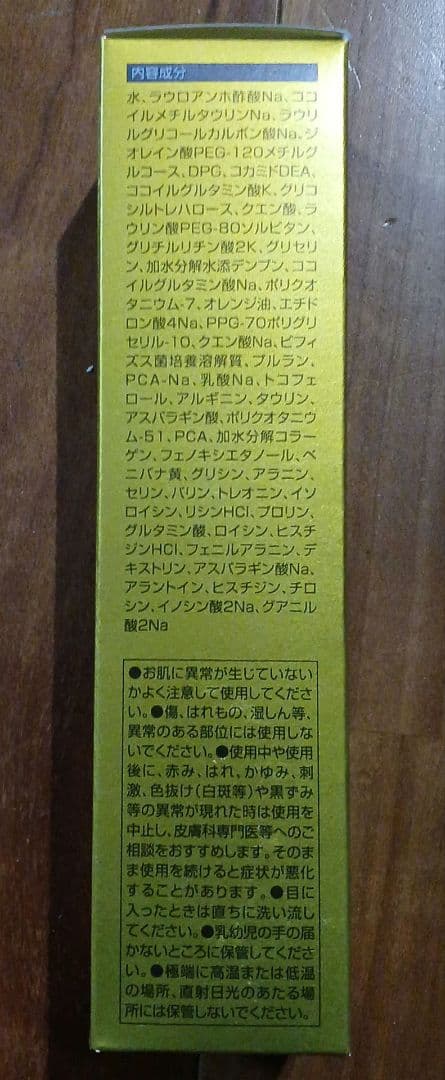 内容成分
水、ラウロアンホ酢酸Na、ココ
イルメチルタウリンNa、ラウリ
ルグリコールカルボン酸Na、ジ
オレイン酸PEG-120メチルグ
ルコース、DPG、コカミドDEA、
ココイルグルタミン酸K、グリコ
シルトレハロース、クエン酸、ラ
ウリン酸PEG-80ソルビタン、
グリチルリチン酸2K、グリセリ
ン、加水分解水添デンプン、ココ
イルグルタミン酸Na、ポリクオ
タニウム-7、オレンジ油、エチド
ロン酸4Na、PPG-70ポリグリ
セリル-10、クエン酸Na、ビフィ
ズス菌培養溶解質、プルラン、
PCA-Na、乳酸Na、トコフェ
ロール、アルギニン、タウリン、
アスパラギン酸、ポリクオタニウ
ム-51、PCA、加水分解コラー
ゲン、フェノキシエタノール、ベ
ニバナ黄、グリシン、アラニン、
セリン、バリン、トレオニン、イソ
ロイシン、リシンHCl、プロリン、
グルタミン酸、ロイシン、ヒスチ
ジンHCl、フェニルアラニン、デ
キストリン、アスパラギン酸Na、
アラントイン、ヒスチジン、チロ
シン、イノシン酸2Na、グアニル
酸2Na
●お肌に異常が生じていない
かよく注意して使用してくださ
い。●傷、はれもの、湿しん等、
異常のある部位には使用しな
いでください。●使用中や使用
後に、赤み、はれ、かゆみ、刺
激、色抜け(白斑等)や黒ずみ
等の異常が現れた時は使用を
中止し、皮膚科専門医等へのご
相談をおすすめします。そのま
ま使用を続けると症状が悪化
することがあります。●目に
入ったときは直ちに洗い流し
てください。●乳幼児の手の届
かないところに保管してくださ
い。●極端に高温または低温
の場所、直射日光のあたる場
所には保管しないでください。